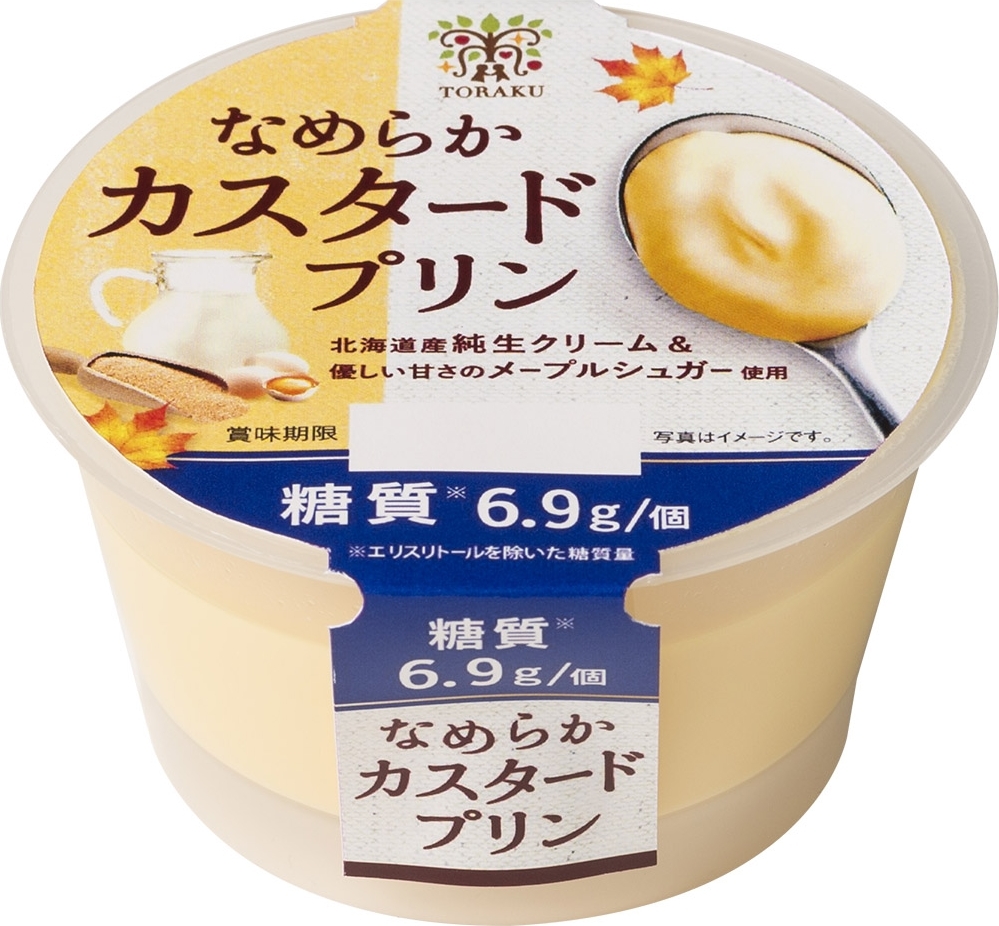 TORAKU
なめらか
カスタード
プリン
北海道産純生クリーム&
優しい甘さのメープルシュガー使用
賞味期限
写真はイメージです。
糖質※6.9g/個
※エリスリトールを除いた糖質量
糖質※
6.9g/個
なめらか
カスタード
プリン